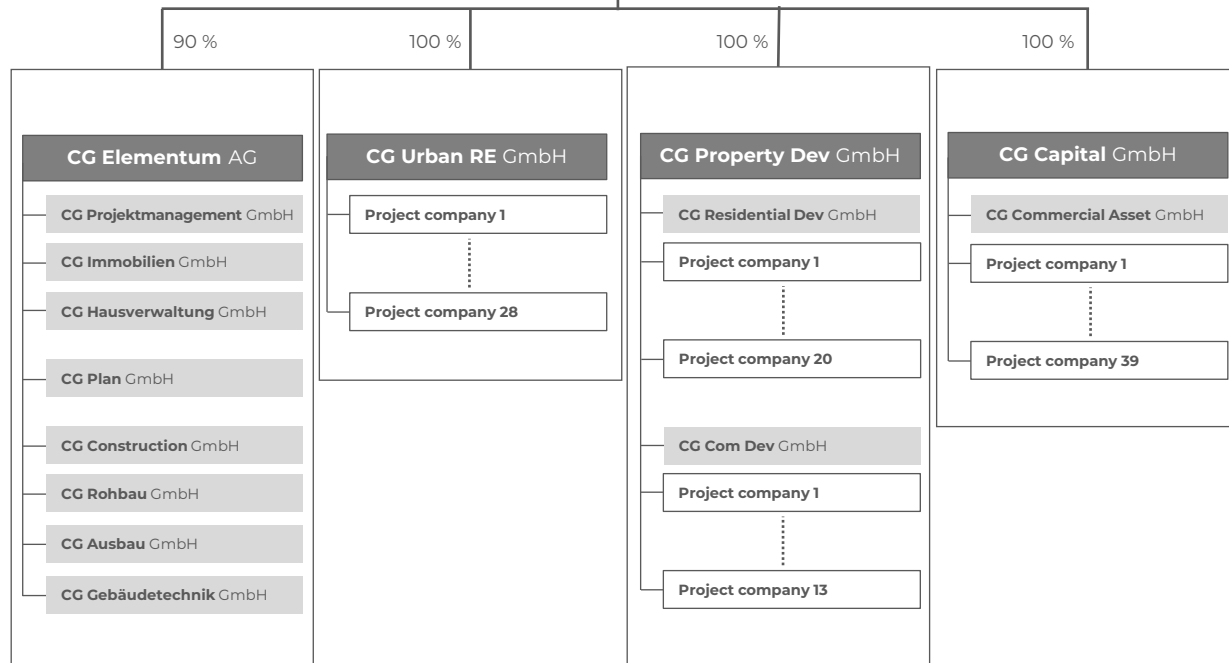 90 %
100 %
100 %
100 %
CG Elementum AG
CG Projektmanagement GmbH
CG Immobilien GmbH
CG Hausverwaltung GmbH
CG Plan GmbH
CG Construction GmbH
CG Rohbau GmbH
CG Ausbau GmbH
CG Gebäudetechnik GmbH
CG Urban RE GmbH
Project company 1
Project company 28
CG Property Dev GmbH
CG Residential Dev GmbH
Project company 1
Project company 20
CG Com Dev GmbH
Project company 1
Project company 13
CG Capital GmbH
CG Commercial Asset GmbH
Project company 1
Project company 39